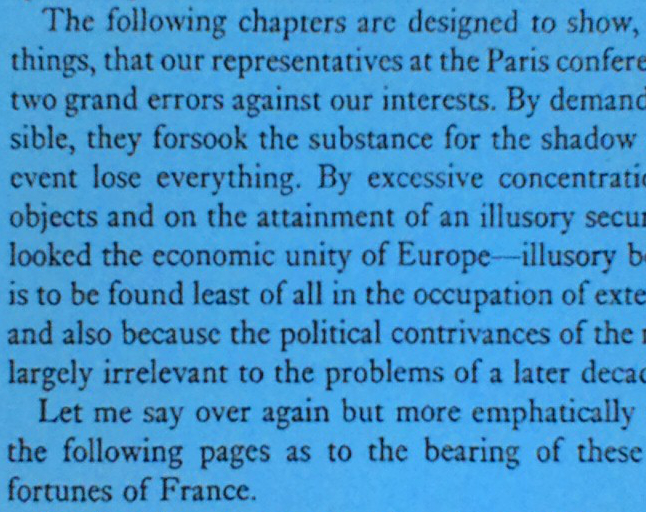 The following chapters are designed to show,
things, that our representatives at the Paris confere
two grand errors against our interests. By demand
sible, they forsook the substance for the shadow
event lose everything. By excessive concentratio
objects and on the attainment of an illusory secur
looked the economic unity of Europe—illusory b
is to be found least of all in the occupation of exte
and also because the political contrivances of the
largely irrelevant to the problems of a later decad
Let me say over again but more emphatically
the following pages as to the bearing of these
fortunes of France.